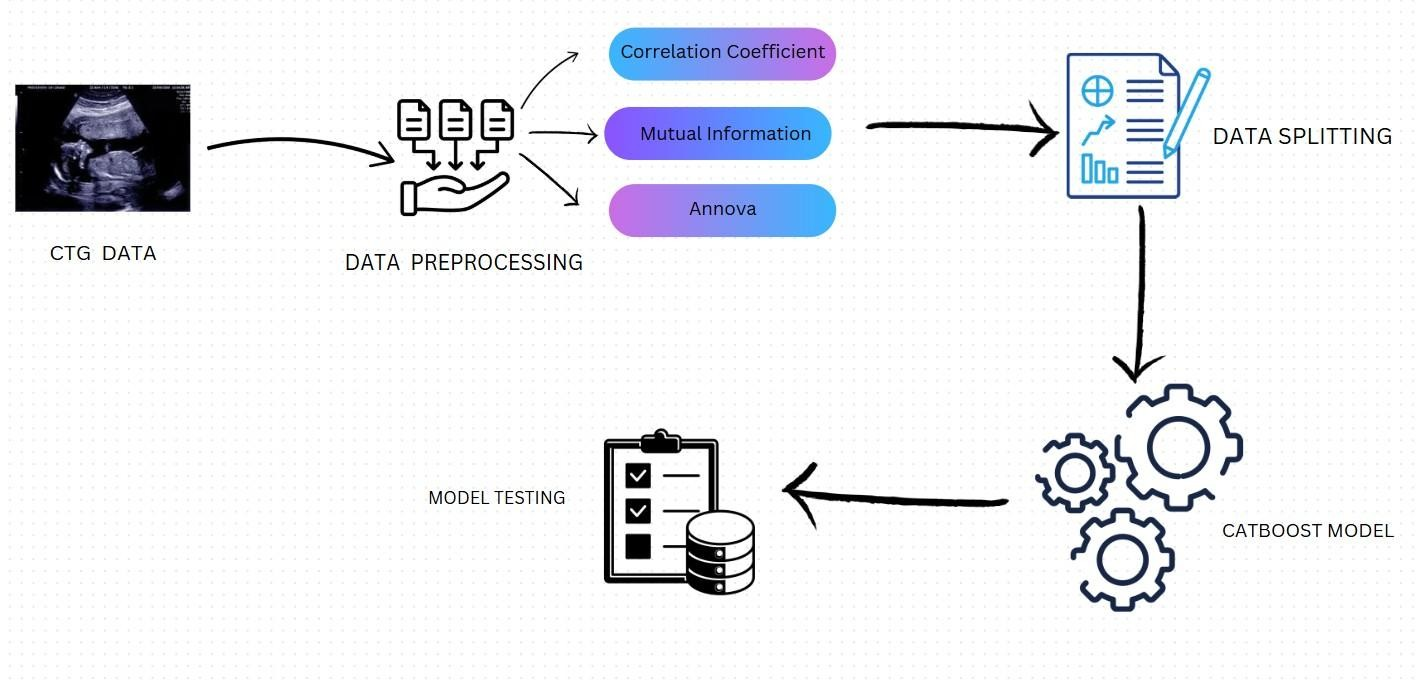 Correlation Coefficient
Mutual Information
Annova
CTG DATA
DATA PREPROCESSING
DATA SPLITTING
CATBOOST MODEL
MODEL TESTING